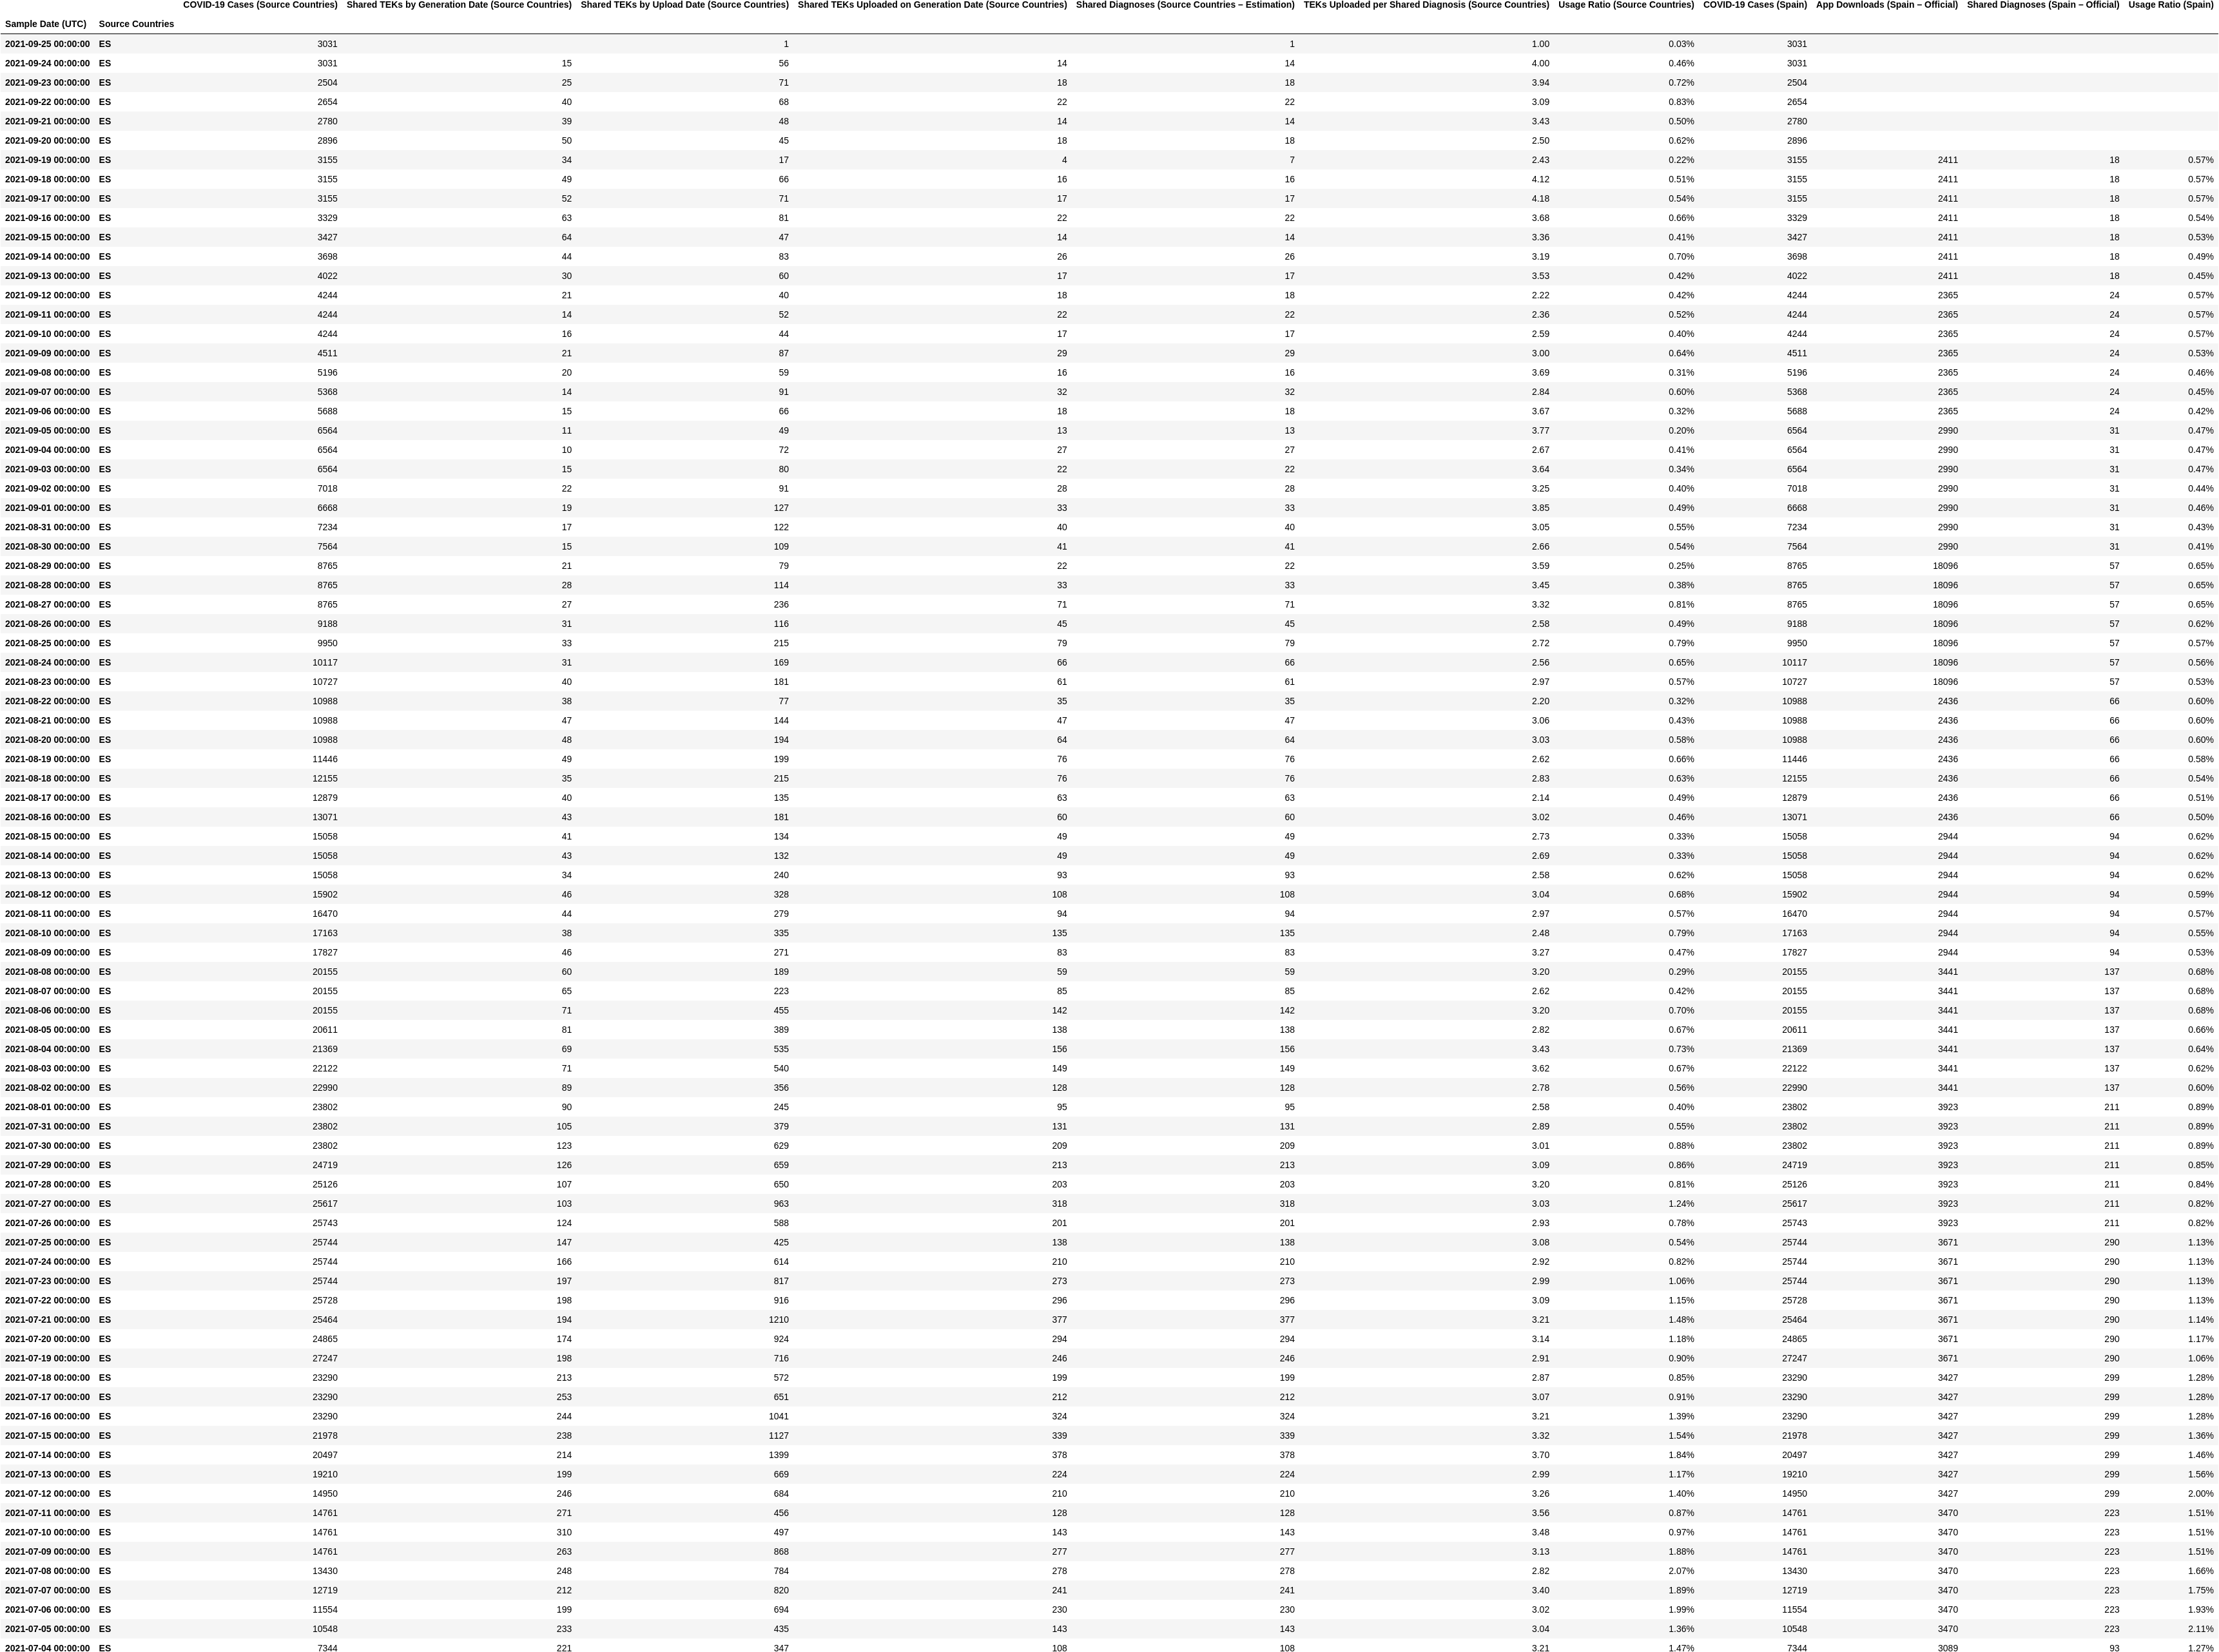 COVID-19 Cases (Source Countries) Shared TEKs by Generation Date (Source Countries) Shared TEKs by Upload Date (Source Countries) Shared TEKs Uploaded on Generation Date (Source Countries) Shared Diagnoses (Source Countries – Estimation) TEKs Uploaded per Shared Diagnosis (Source Countries) Usage Ratio (Source Countries) COVID-19 Cases (Spain) App Downloads (Spain – Official) Shared Diagnoses (Spain – Official) Usage Ratio (Spain)
Sample Date (UTC) Source Countries
2021-09-25 00:00:00 ES 3031 1 1 1.00 0.03% 3031
2021-09-24 00:00:00 ES 3031 15 56 14 14 4.00 0.46% 3031
2021-09-23 00:00:00 ES 2504 25 71 18 18 3.94 0.72% 2504
2021-09-22 00:00:00 ES 2654 40 68 22 22 3.09 0.83% 2654
2021-09-21 00:00:00 ES 2780 39 48 14 14 3.43 0.50% 2780
2021-09-20 00:00:00 ES 2896 50 45 18 18 2.50 0.62% 2896
2021-09-19 00:00:00 ES 3155 34 17 4 7 2.43 0.22% 3155 2411 18 0.57%
2021-09-18 00:00:00 ES 3155 49 66 16 16 4.12 0.51% 3155 2411 18 0.57%
2021-09-17 00:00:00 ES 3155 52 71 17 17 4.18 0.54% 3155 2411 18 0.57%
2021-09-16 00:00:00 ES 3329 63 81 22 22 3.68 0.66% 3329 2411 18 0.54%
2021-09-15 00:00:00 ES 3427 64 47 14 14 3.36 0.41% 3427 2411 18 0.53%
2021-09-14 00:00:00 ES 3698 44 83 26 26 3.19 0.70% 3698 2411 18 0.49%
2021-09-13 00:00:00 ES 4022 30 60 17 17 3.53 0.42% 4022 2411 18 0.45%
2021-09-12 00:00:00 ES 4244 21 40 18 18 2.22 0.42% 4244 2365 24 0.57%
2021-09-11 00:00:00 ES 4244 14 52 22 22 2.36 0.52% 4244 2365 24 0.57%
2021-09-10 00:00:00 ES 4244 16 44 17 17 2.59 0.40% 4244 2365 24 0.57%
2021-09-09 00:00:00 ES 4511 21 87 29 29 3.00 0.64% 4511 2365 24 0.53%
2021-09-08 00:00:00 ES 5196 20 59 16 16 3.69 0.31% 5196 2365 24 0.46%
2021-09-07 00:00:00 ES 5368 14 91 32 32 2.84 0.60% 5368 2365 24 0.45%
2021-09-06 00:00:00 ES 5688 15 66 18 18 3.67 0.32% 5688 2365 24 0.42%
2021-09-05 00:00:00 ES 6564 11 49 13 13 3.77 0.20% 6564 2990 31 0.47%
2021-09-04 00:00:00 ES 6564 10 72 27 27 2.67 0.41% 6564 2990 31 0.47%
2021-09-03 00:00:00 ES 6564 15 80 22 22 3.64 0.34% 6564 2990 31 0.47%
2021-09-02 00:00:00 ES 7018 22 91 28 28 3.25 0.40% 7018 2990 31 0.44%
2021-09-01 00:00:00 ES 6668 19 127 33 33 3.85 0.49% 6668 2990 31 0.46%
2021-08-31 00:00:00 ES 7234 17 122 40 40 3.05 0.55% 7234 2990 31 0.43%
2021-08-30 00:00:00 ES 7564 15 109 41 41 2.66 0.54% 7564 2990 31 0.41%
2021-08-29 00:00:00 ES 8765 21 79 22 22 3.59 0.25% 8765 18096 57 0.65%
2021-08-28 00:00:00 ES 8765 28 114 33 33 3.45 0.38% 8765 18096 57 0.65%
2021-08-27 00:00:00 ES 8765 27 236 71 71 3.32 0.81% 8765 18096 57 0.65%
2021-08-26 00:00:00 ES 9188 31 116 45 45 2.58 0.49% 9188 18096 57 0.62%
2021-08-25 00:00:00 ES 9950 33 215 79 79 2.72 0.79% 9950 18096 57 0.57%
2021-08-24 00:00:00 ES 10117 31 169 66 66 2.56 0.65% 10117 18096 57 0.56%
2021-08-23 00:00:00 ES 10727 40 181 61 61 2.97 0.57% 10727 18096 57 0.53%
2021-08-22 00:00:00 ES 10988 38 77 35 35 2.20 0.32% 10988 2436 66 0.60%
2021-08-21 00:00:00 ES 10988 47 144 47 47 3.06 0.43% 10988 2436 66 0.60%
2021-08-20 00:00:00 ES 10988 48 194 64 64 3.03 0.58% 10988 2436 66 0.60%
2021-08-19 00:00:00 ES 11446 49 199 76 76 2.62 0.66% 11446 2436 66 0.58%
2021-08-18 00:00:00 ES 12155 35 215 76 76 2.83 0.63% 12155 2436 66 0.54%
2021-08-17 00:00:00 ES 12879 40 135 63 63 2.14 0.49% 12879 2436 66 0.51%
2021-08-16 00:00:00 ES 13071 43 181 60 60 3.02 0.46% 13071 2436 66 0.50%
2021-08-15 00:00:00 ES 15058 41 134 49 49 2.73 0.33% 15058 2944 94 0.62%
2021-08-14 00:00:00 ES 15058 43 132 49 49 2.69 0.33% 15058 2944 94 0.62%
2021-08-13 00:00:00 ES 15058 34 240 93 93 2.58 0.62% 15058 2944 94 0.62%
2021-08-12 00:00:00 ES 15902 46 328 108 108 3.04 0.68% 15902 2944 94 0.59%
2021-08-11 00:00:00 ES 16470 44 279 94 94 2.97 0.57% 16470 2944 94 0.57%
2021-08-10 00:00:00 ES 17163 38 335 135 135 2.48 0.79% 17163 2944 94 0.55%
2021-08-09 00:00:00 ES 17827 46 271 83 83 3.27 0.47% 17827 2944 94 0.53%
2021-08-08 00:00:00 ES 20155 60 189 59 59 3.20 0.29% 20155 3441 137 0.68%
2021-08-07 00:00:00 ES 20155 65 223 85 85 2.62 0.42% 20155 3441 137 0.68%
2021-08-06 00:00:00 ES 20155 71 455 142 142 3.20 0.70% 20155 3441 137 0.68%
2021-08-05 00:00:00 ES 20611 81 389 138 138 2.82 0.67% 20611 3441 137 0.66%
2021-08-04 00:00:00 ES 21369 69 535 156 156 3.43 0.73% 21369 3441 137 0.64%
2021-08-03 00:00:00 ES 22122 71 540 149 149 3.62 0.67% 22122 3441 137 0.62%
2021-08-02 00:00:00 ES 22990 89 356 128 128 2.78 0.56% 22990 3441 137 0.60%
2021-08-01 00:00:00 ES 23802 90 245 95 95 2.58 0.40% 23802 3923 211 0.89%
2021-07-31 00:00:00 ES 23802 105 379 131 131 2.89 0.55% 23802 3923 211 0.89%
2021-07-30 00:00:00 ES 23802 123 629 209 209 3.01 0.88% 23802 3923 211 0.89%
2021-07-29 00:00:00 ES 24719 126 659 213 213 3.09 0.86% 24719 3923 211 0.85%
2021-07-28 00:00:00 ES 25126 107 650 203 203 3.20 0.81% 25126 3923 211 0.84%
2021-07-27 00:00:00 ES 25617 103 963 318 318 3.03 1.24% 25617 3923 211 0.82%
2021-07-26 00:00:00 ES 25743 124 588 201 201 2.93 0.78% 25743 3923 211 0.82%
2021-07-25 00:00:00 ES 25744 147 425 138 138 3.08 0.54% 25744 3671 290 1.13%
2021-07-24 00:00:00 ES 25744 166 614 210 210 2.92 0.82% 25744 3671 290 1.13%
2021-07-23 00:00:00 ES 25744 197 817 273 273 2.99 1.06% 25744 3671 290 1.13%
2021-07-22 00:00:00 ES 25728 198 916 296 296 3.09 1.15% 25728 3671 290 1.13%
2021-07-21 00:00:00 ES 25464 194 1210 377 377 3.21 1.48% 25464 3671 290 1.14%
2021-07-20 00:00:00 ES 24865 174 924 294 294 3.14 1.18% 24865 3671 290 1.17%
2021-07-19 00:00:00 ES 27247 198 716 246 246 2.91 0.90% 27247 3671 290 1.06%
2021-07-18 00:00:00 ES 23290 213 572 199 199 2.87 0.85% 23290 3427 299 1.28%
2021-07-17 00:00:00 ES 23290 253 651 212 212 3.07 0.91% 23290 3427 299 1.28%
2021-07-16 00:00:00 ES 23290 244 1041 324 324 3.21 1.39% 23290 3427 299 1.28%
2021-07-15 00:00:00 ES 21978 238 1127 339 339 3.32 1.54% 21978 3427 299 1.36%
2021-07-14 00:00:00 ES 20497 214 1399 378 378 3.70 1.84% 20497 3427 299 1.46%
2021-07-13 00:00:00 ES 19210 199 669 224 224 2.99 1.17% 19210 3427 299 1.56%
2021-07-12 00:00:00 ES 14950 246 684 210 210 3.26 1.40% 14950 3427 299 2.00%
2021-07-11 00:00:00 ES 14761 271 456 128 128 3.56 0.87% 14761 3470 223 1.51%
2021-07-10 00:00:00 ES 14761 310 497 143 143 3.48 0.97% 14761 3470 223 1.51%
2021-07-09 00:00:00 ES 14761 263 868 277 277 3.13 1.88% 14761 3470 223 1.51%
2021-07-08 00:00:00 ES 13430 248 784 278 278 2.82 2.07% 13430 3470 223 1.66%
2021-07-07 00:00:00 ES 12719 212 820 241 241 3.40 1.89% 12719 3470 223 1.75%
2021-07-06 00:00:00 ES 11554 199 694 230 230 3.02 1.99% 11554 3470 223 1.93%
2021-07-05 00:00:00 ES 10548 233 435 143 143 3.04 1.36% 10548 3470 223 2.11%
2021-07-04 00:00:00 ES 7344 221 347 108 108 3.21 1.47% 7344 3089 93 1.27%